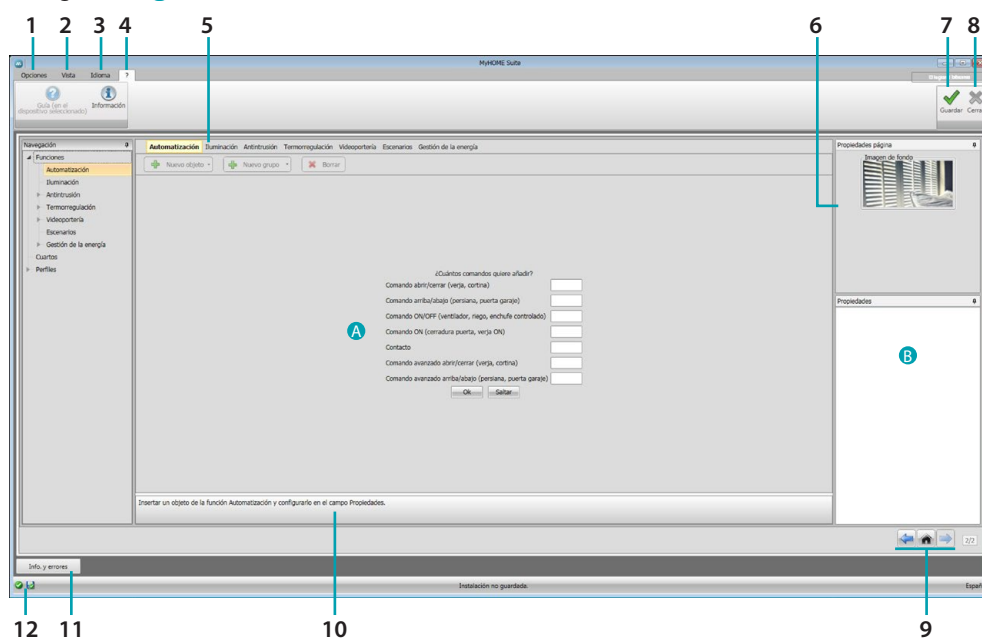 1 2 3 4 5 6 7 8
MyHOME Suite
Opciones Vista Idioma ?
Guía (en el
dispositivo seleccionado)
Información
Guardar Cerra
Navegación
Funciones
Automatización
Iluminación
Antintrusión
Termorregulación
Videoportería
Escenarios
Gestión de la energía
Cuartos
Perfiles
Automatización Iluminación Antintrusión Termorregulación Videoportería Escenarios Gestión de la energía
Nuevo objeto Nuevo grupo Borrar
¿Cuántos comandos quiere añadir?
Comando abrir/cerrar (verja, cortina)
Comando arriba/abajo (persiana, puerta garaje)
Comando ON/OFF (ventilador, riego, enchufe controlado)
A
Comando ON (cerradura puerta, verja ON)
Contacto
Comando avanzado abrir/cerrar (verja, cortina)
Comando avanzado arriba/abajo (persiana, puerta garaje)
Ok Saltar
Insertar un objeto de la función Automatización y configurarlo en el campo Propiedades.
Propiedades página
Imagen de fondo
Propiedades
B
2/2
Info. y errores
Instalación no guardada.
Españ
12 11 10 9